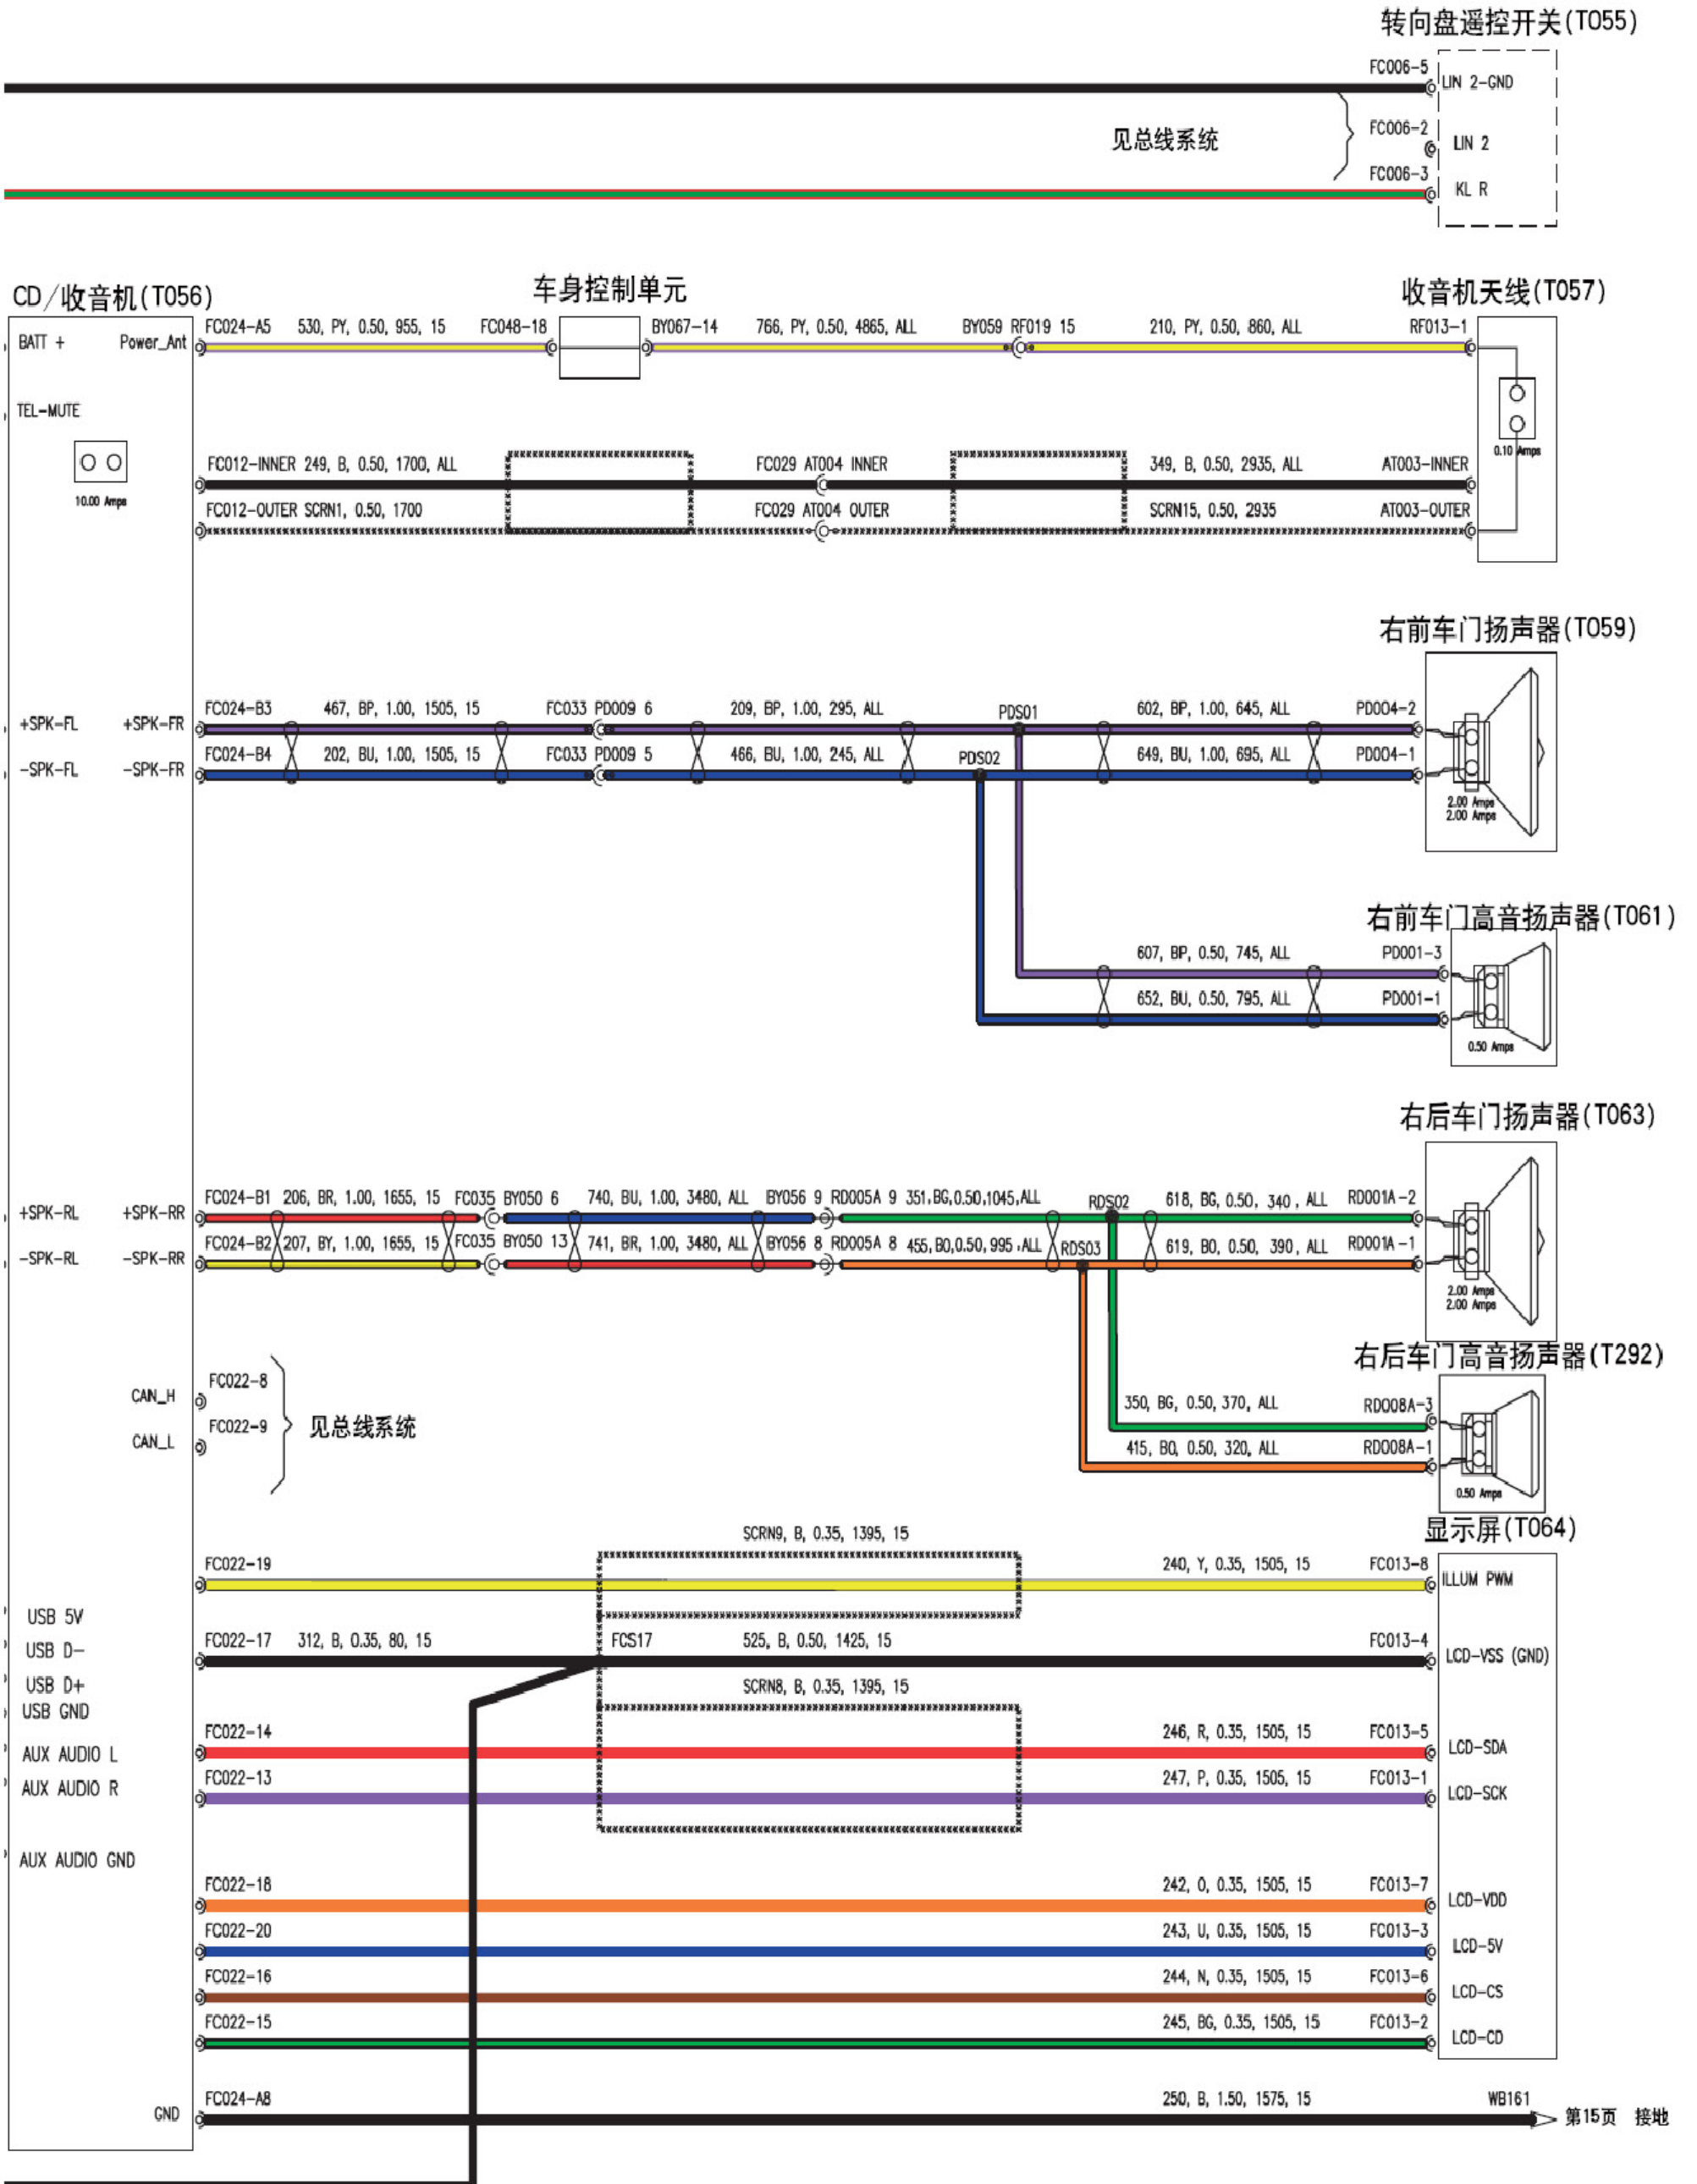 转向盘遥控开关(T055)
FC006-5
LIN 2-GND
FC006-2
LIN 2
见总线系统
FC006-3
KL R
CD/收音机(T056)
车身控制单元
收音机天线(T057)
BATT +
Power_Ant
FC024-A5
530, PY, 0.50, 955, 15
FC048-18
BY067-14
766, PY, 0.50, 4865, ALL
BY059 RF019 15
210, PY, 0.50, 860, ALL
RF013-1
TEL-MUTE
10.00 Amps
0.10 Amps
FC012-INNER 249, B, 0.50, 1700, ALL
FC029 AT004 INNER
349, B, 0.50, 2935, ALL
AT003-INNER
FC012-OUTER SCRN1, 0.50, 1700
FC029 AT004 OUTER
SCRN15, 0.50, 2935
AT003-OUTER
右前车门扬声器(T059)
+SPK-FL
+SPK-FR
FC024-B3
467, BP, 1.00, 1505, 15
FC033 PD009 6
209, BP, 1.00, 295, ALL
PDS01
602, BP, 1.00, 645, ALL
PD004-2
-SPK-FL
-SPK-FR
FC024-B4
202, BU, 1.00, 1505, 15
FC033 PD009 5
466, BU, 1.00, 245, ALL
PDS02
649, BU, 1.00, 695, ALL
PD004-1
2.00 Amps
2.00 Amps
右前车门高音扬声器(T061)
607, BP, 0.50, 745, ALL
PD001-3
652, BU, 0.50, 795, ALL
PD001-1
0.50 Amps
右后车门扬声器(T063)
+SPK-RL
+SPK-RR
FC024-B1 206, BR, 1.00, 1655, 15
FC035 BY050 6
740, BU, 1.00, 3480, ALL
BY056 9 RD005A 9 351,BG,0.50,1045,ALL
RDS02
618, BG, 0.50, 340, ALL
RD001A-2
-SPK-RL
-SPK-RR
FC024-B2 207, BY, 1.00, 1655, 15
FC035 BY050 13
741, BR, 1.00, 3480, ALL
BY056 8 RD005A 8 455,BO,0.50,995,ALL
RDS03
619, BO, 0.50, 390, ALL
RD001A-1
2.00 Amps
2.00 Amps
右后车门高音扬声器(T292)
CAN_H
FC022-8
CAN_L
FC022-9
见总线系统
350, BG, 0.50, 370, ALL
RD008A-3
415, BO, 0.50, 320, ALL
RD008A-1
0.50 Amps
显示屏(T064)
SCRN9, B, 0.35, 1395, 15
FC022-19
240, Y, 0.35, 1505, 15
FC013-8
ILLUM PWM
USB 5V
USB D-
FC022-17
312, B, 0.35, 80, 15
FCS17
525, B, 0.50, 1425, 15
FC013-4
LCD-VSS (GND)
USB D+
USB GND
SCRN8, B, 0.35, 1395, 15
FC022-14
246, R, 0.35, 1505, 15
FC013-5
LCD-SDA
AUX AUDIO L
FC022-13
247, P, 0.35, 1505, 15
FC013-1
LCD-SCK
AUX AUDIO R
AUX AUDIO GND
FC022-18
242, O, 0.35, 1505, 15
FC013-7
LCD-VDD
FC022-20
243, U, 0.35, 1505, 15
FC013-3
LCD-5V
FC022-16
244, N, 0.35, 1505, 15
FC013-6
LCD-CS
FC022-15
245, BG, 0.35, 1505, 15
FC013-2
LCD-CD
GND
FC024-A8
250, B, 1.50, 1575, 15
WB161
第15页 接地